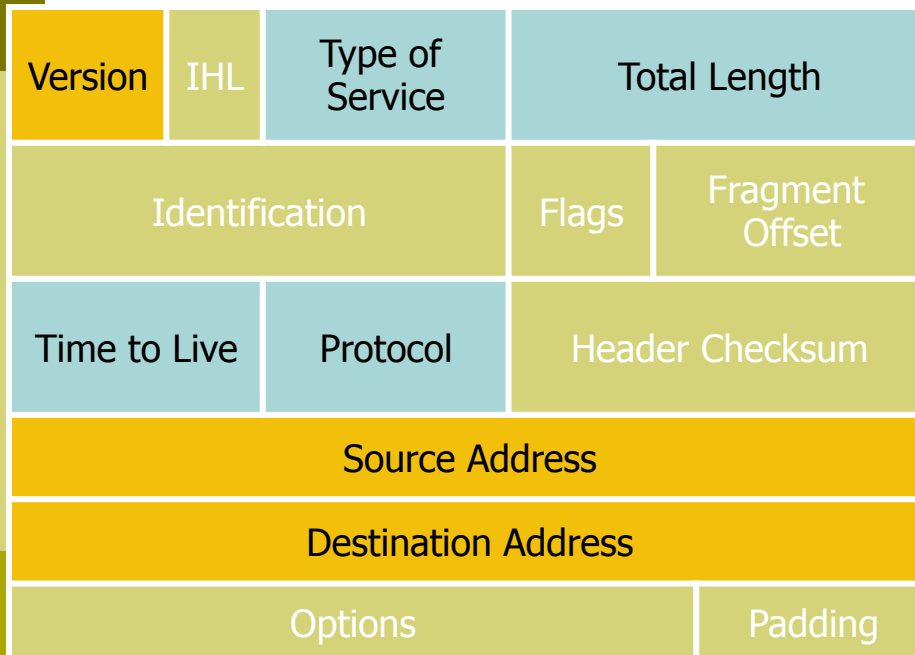 Version
IHL
Type of
Service
Total Length
Identification
Flags
Fragment
Offset
Time to Live
Protocol
Header Checksum
Source Address
Destination Address
Options
Padding